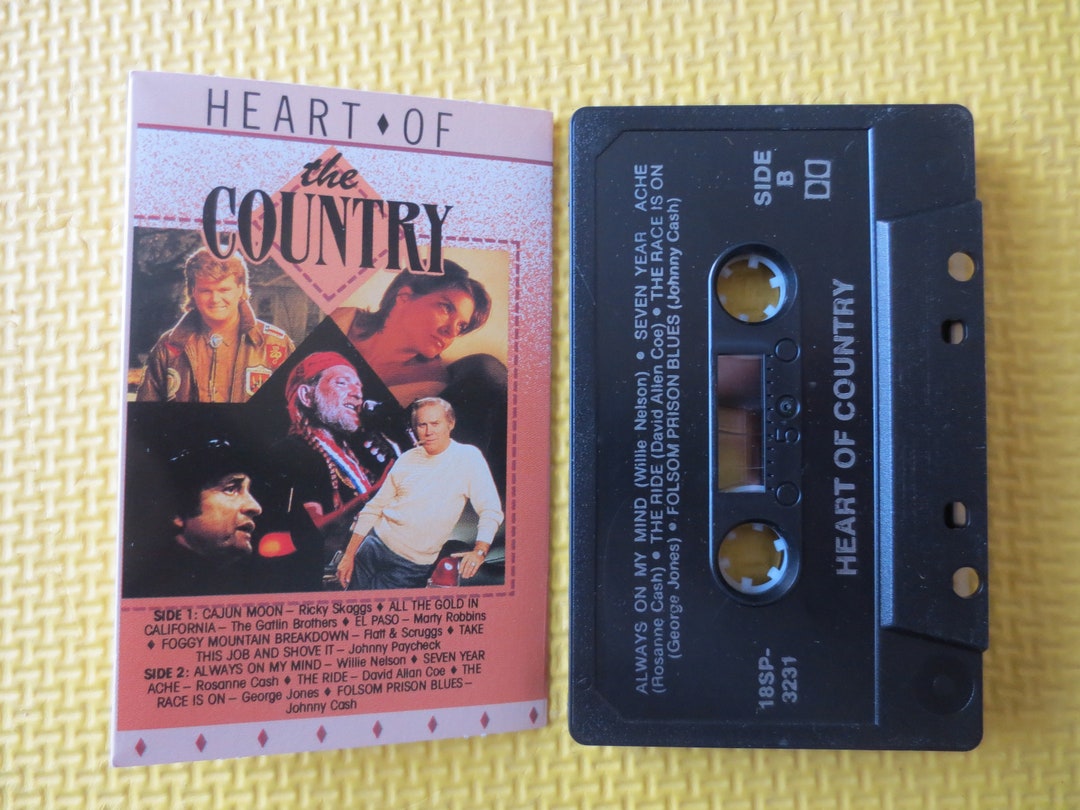 HEART ♦ OF
the
COUNTRY
SIDE 1: CAJUN MOON – Ricky Skaggs ♦ ALL THE GOLD IN
CALIFORNIA – The Gatlin Brothers ♦ EL PASO – Marty Robbins
♦ FOGGY MOUNTAIN BREAKDOWN – Flatt & Scruggs ♦ TAKE
THIS JOB AND SHOVE IT – Johnny Paycheck
SIDE 2: ALWAYS ON MY MIND – Willie Nelson ♦ SEVEN YEAR
ACHE – Rosanne Cash ♦ THE RIDE – David Allan Coe ♦ THE
RACE IS ON – George Jones ♦ FOLSOM PRISON BLUES –
Johnny Cash
ALWAYS ON MY MIND (Willie Nelson) • SEVEN YEAR ACHE
(Rosanne Cash) • THE RIDE (David Allen Coe) • THE RACE IS ON
(George Jones) • FOLSOM PRISON BLUES (Johnny Cash)
18SP-
3231
SIDE
B
50
HEART OF COUNTRY